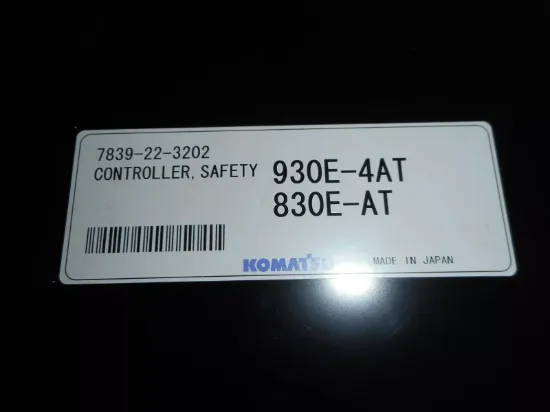 7839-22-3202
CONTROLLER, SAFETY
930E-4AT
830E-AT
KOMATSU
MADE IN JAPAN